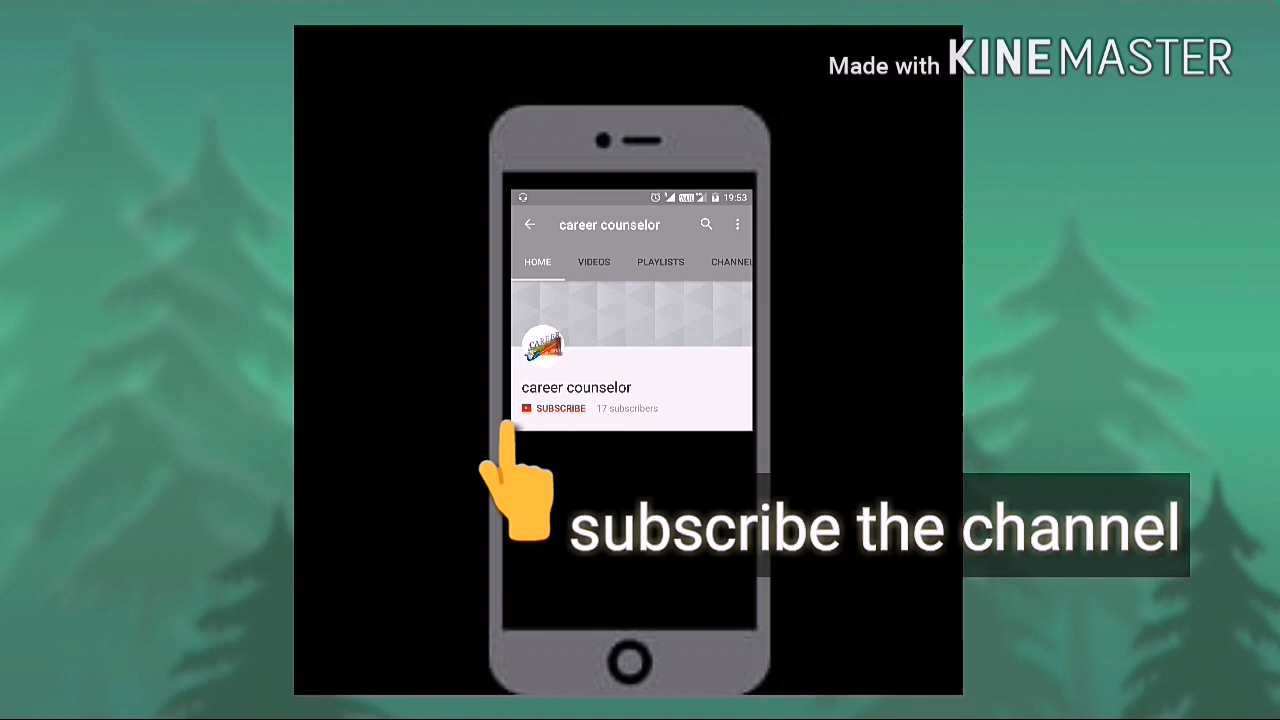 Made with KINEMASTER
19:53
career counselor
HOME VIDEOS PLAYLISTS CHANNEL
CAREER
career counselor
SUBSCRIBE 17 subscribers
subscribe the channel